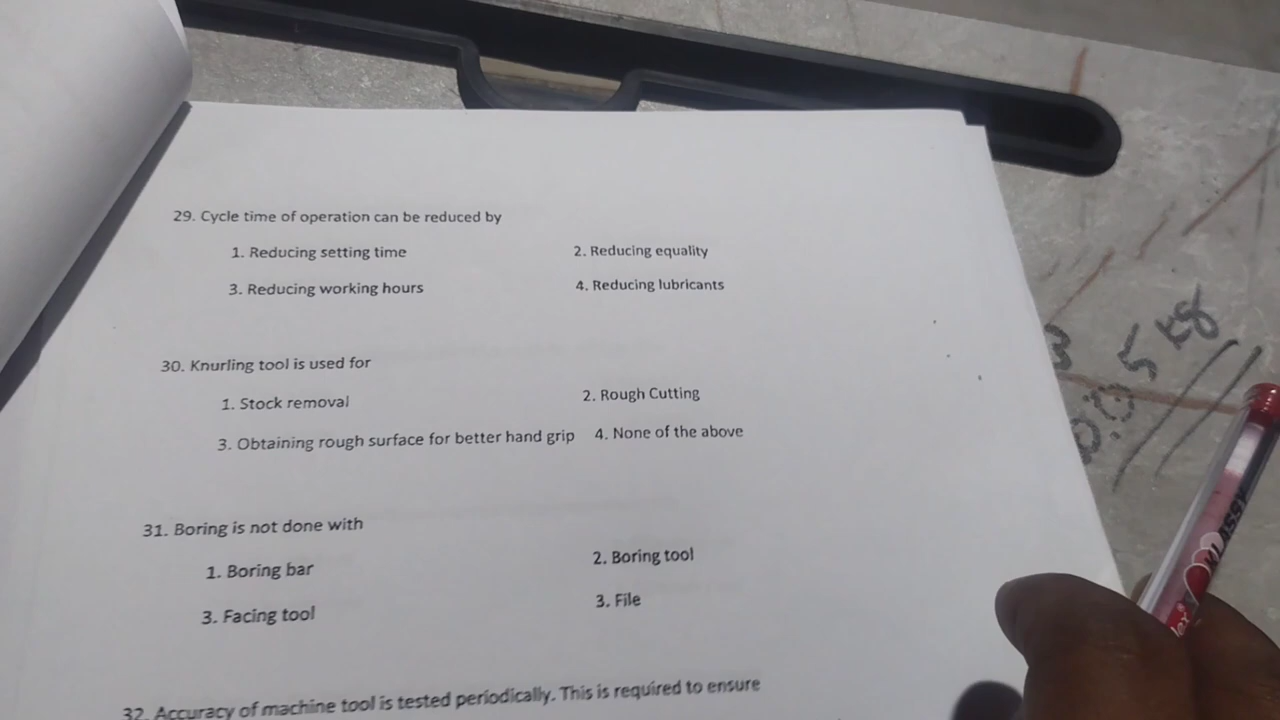 29. Cycle time of operation can be reduced by
1. Reducing setting time 2. Reducing equality
3. Reducing working hours 4. Reducing lubricants
30. Knurling tool is used for
1. Stock removal 2. Rough Cutting
3. Obtaining rough surface for better hand grip 4. None of the above
31. Boring is not done with
1. Boring bar 2. Boring tool
3. Facing tool 3. File
32. Accuracy of machine tool is tested periodically. This is required to ensure